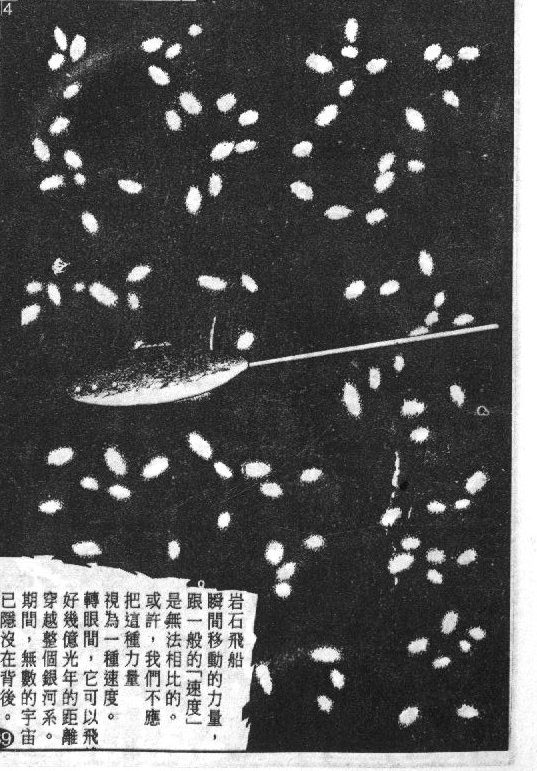 4
岩石飛船
瞬間移動的力量，
跟一般的「速度」
是無法相比的。
或許，我們不應
把這種力量
視為一種速度。
轉眼間，它可以飛
好幾億光年的距離
穿越整個銀河系。
期間，無數的宇宙
已隱沒在背後。
9